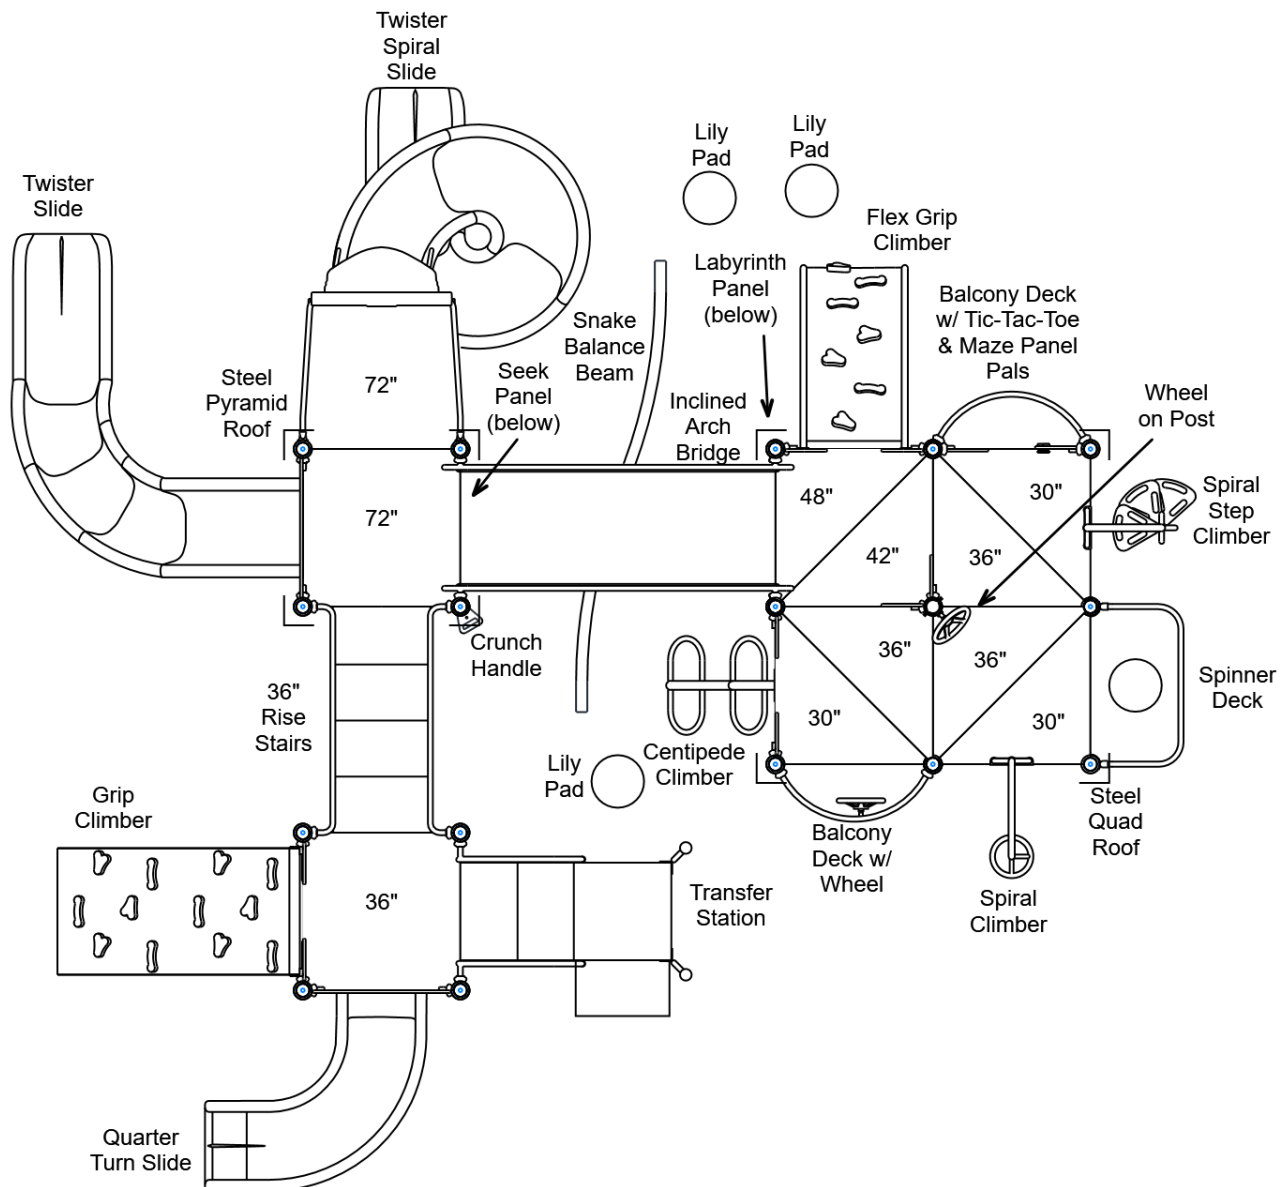 Twister
Spiral
Slide
Lily
Pad
Lily
Pad
Twister
Slide
Flex Grip
Climber
Labyrinth
Panel
(below)
Balcony Deck
w/ Tic-Tac-Toe
& Maze Panel
Pals
Snake
Balance
Beam
Seek
Panel
(below)
Steel
Pyramid
Roof
72"
Inclined
Arch
Bridge
Wheel
on Post
72"
48"
30"
Spiral
Step
Climber
42"
36"
Crunch
Handle
36"
36"
Spinner
Deck
36"
Rise
Stairs
30"
30"
Centipede
Climber
Lily
Pad
Grip
Climber
Balcony
Deck w/
Wheel
Steel
Quad
Roof
36"
Transfer
Station
Spiral
Climber
Quarter
Turn Slide